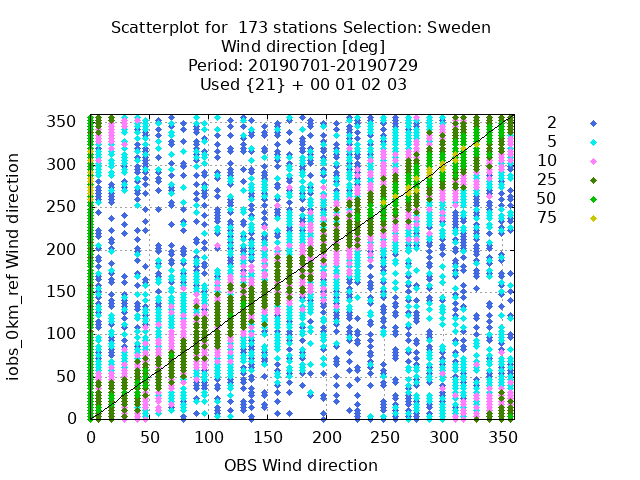 Scatterplot for  173 stations Selection: Sweden
Wind direction [deg]
Period: 20190701-20190729
Used {21} + 00 01 02 03
iobs_0km_ref Wind direction
350
300
250
200
150
100
50
0
0 50 100 150 200 250 300 350
OBS Wind direction
2
5
10
25
50
75